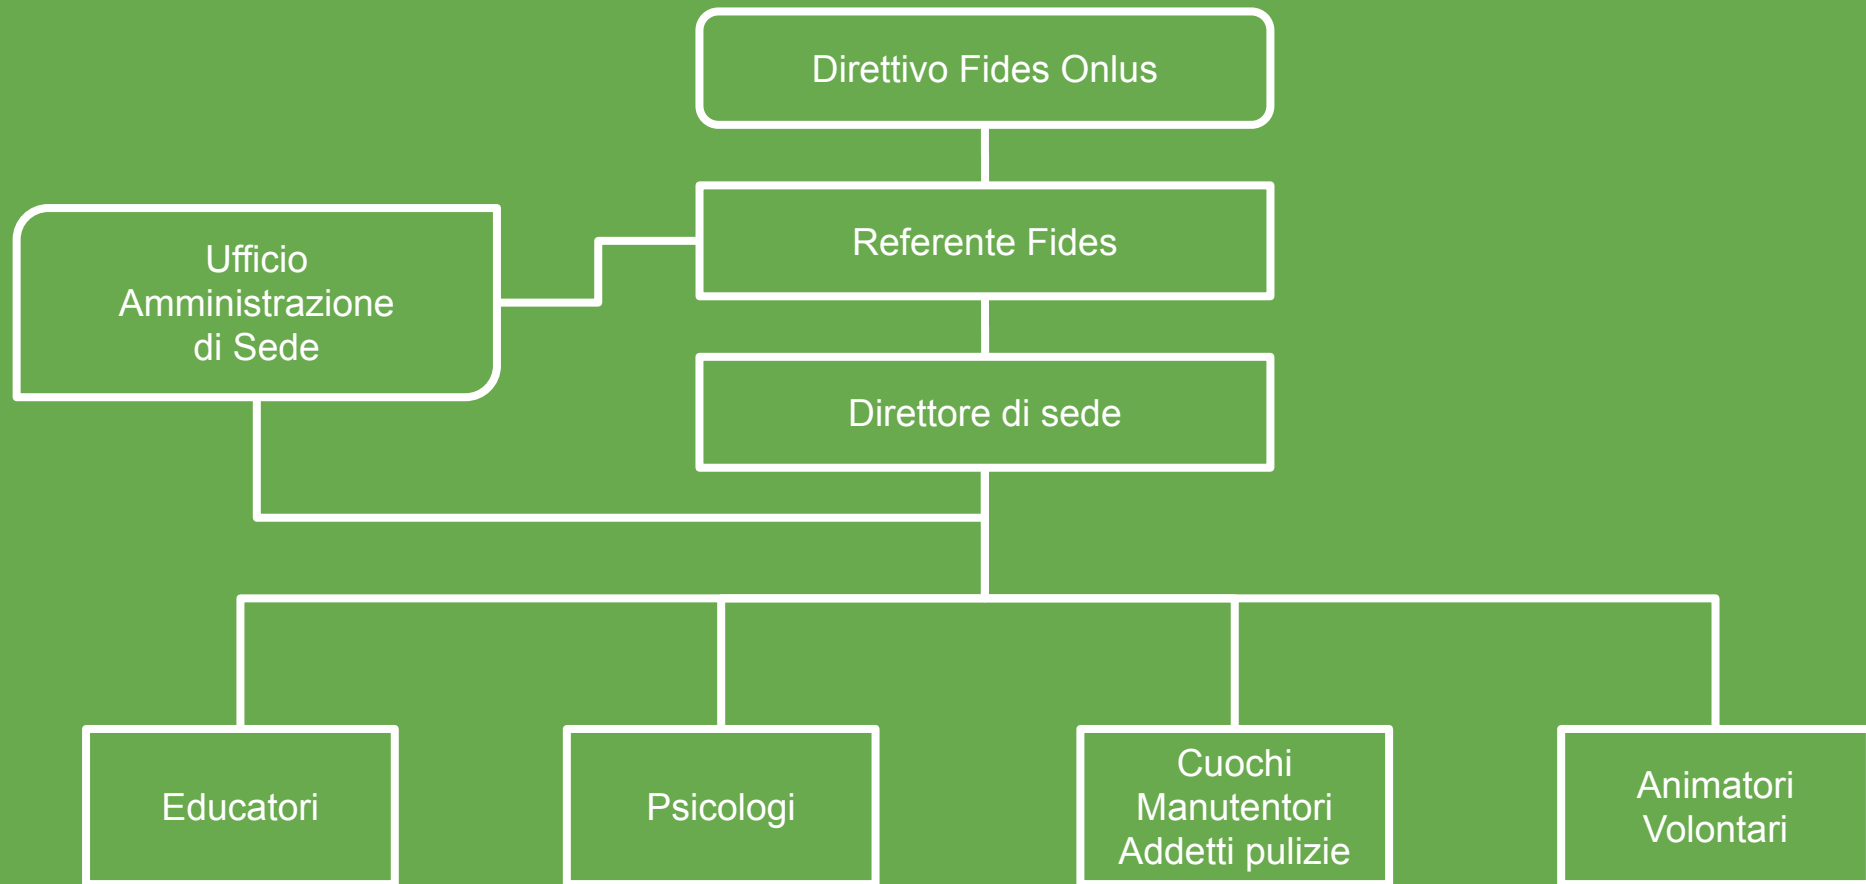 Direttivo Fides Onlus
Referente Fides
Ufficio
Amministrazione
di Sede
Direttore di sede
Educatori
Psicologi
Cuochi
Manutentori
Addetti pulizie
Animatori
Volontari